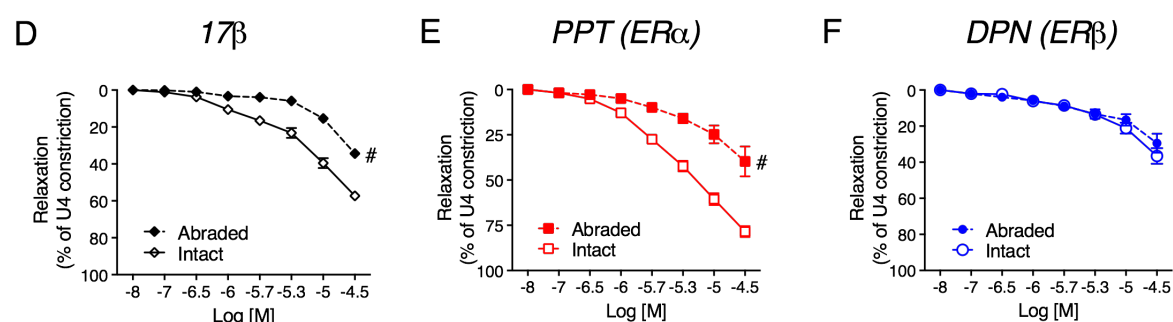 D
17β
Relaxation
(% of U4 constriction)
0
20
40
60
80
100
#
Abraded
Intact
-8 -7 -6.5 -6 -5.7 -5.3 -5 -4.5
Log [M]
E
PPT (ERα)
Relaxation
(% of U4 constriction)
0
25
50
75
100
#
Abraded
Intact
-8 -7 -6.5 -6 -5.7 -5.3 -5 -4.5
Log [M]
F
DPN (ERβ)
Relaxation
(% of U4 constriction)
0
20
40
60
80
100
Abraded
Intact
-8 -7 -6.5 -6 -5.7 -5.3 -5 -4.5
Log [M]